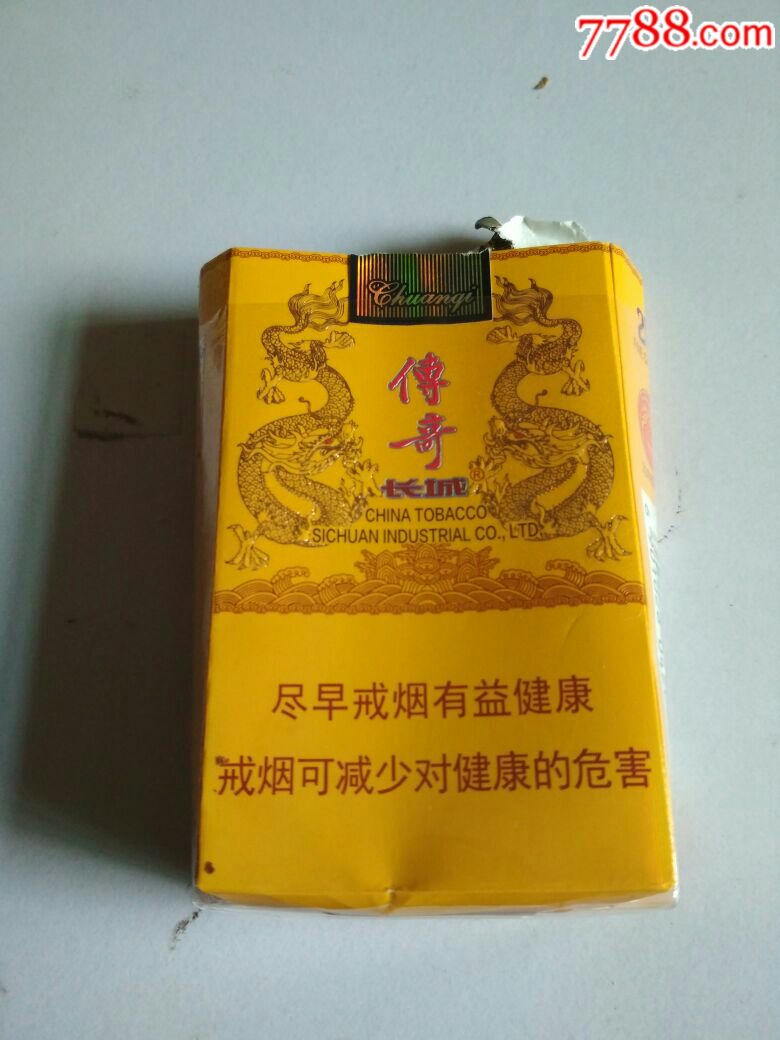 7788.com
Chuanqi
傳奇
长城
CHINA TOBACCO
SICHUAN INDUSTRIAL CO., LTD.
尽早戒烟有益健康
戒烟可减少对健康的危害